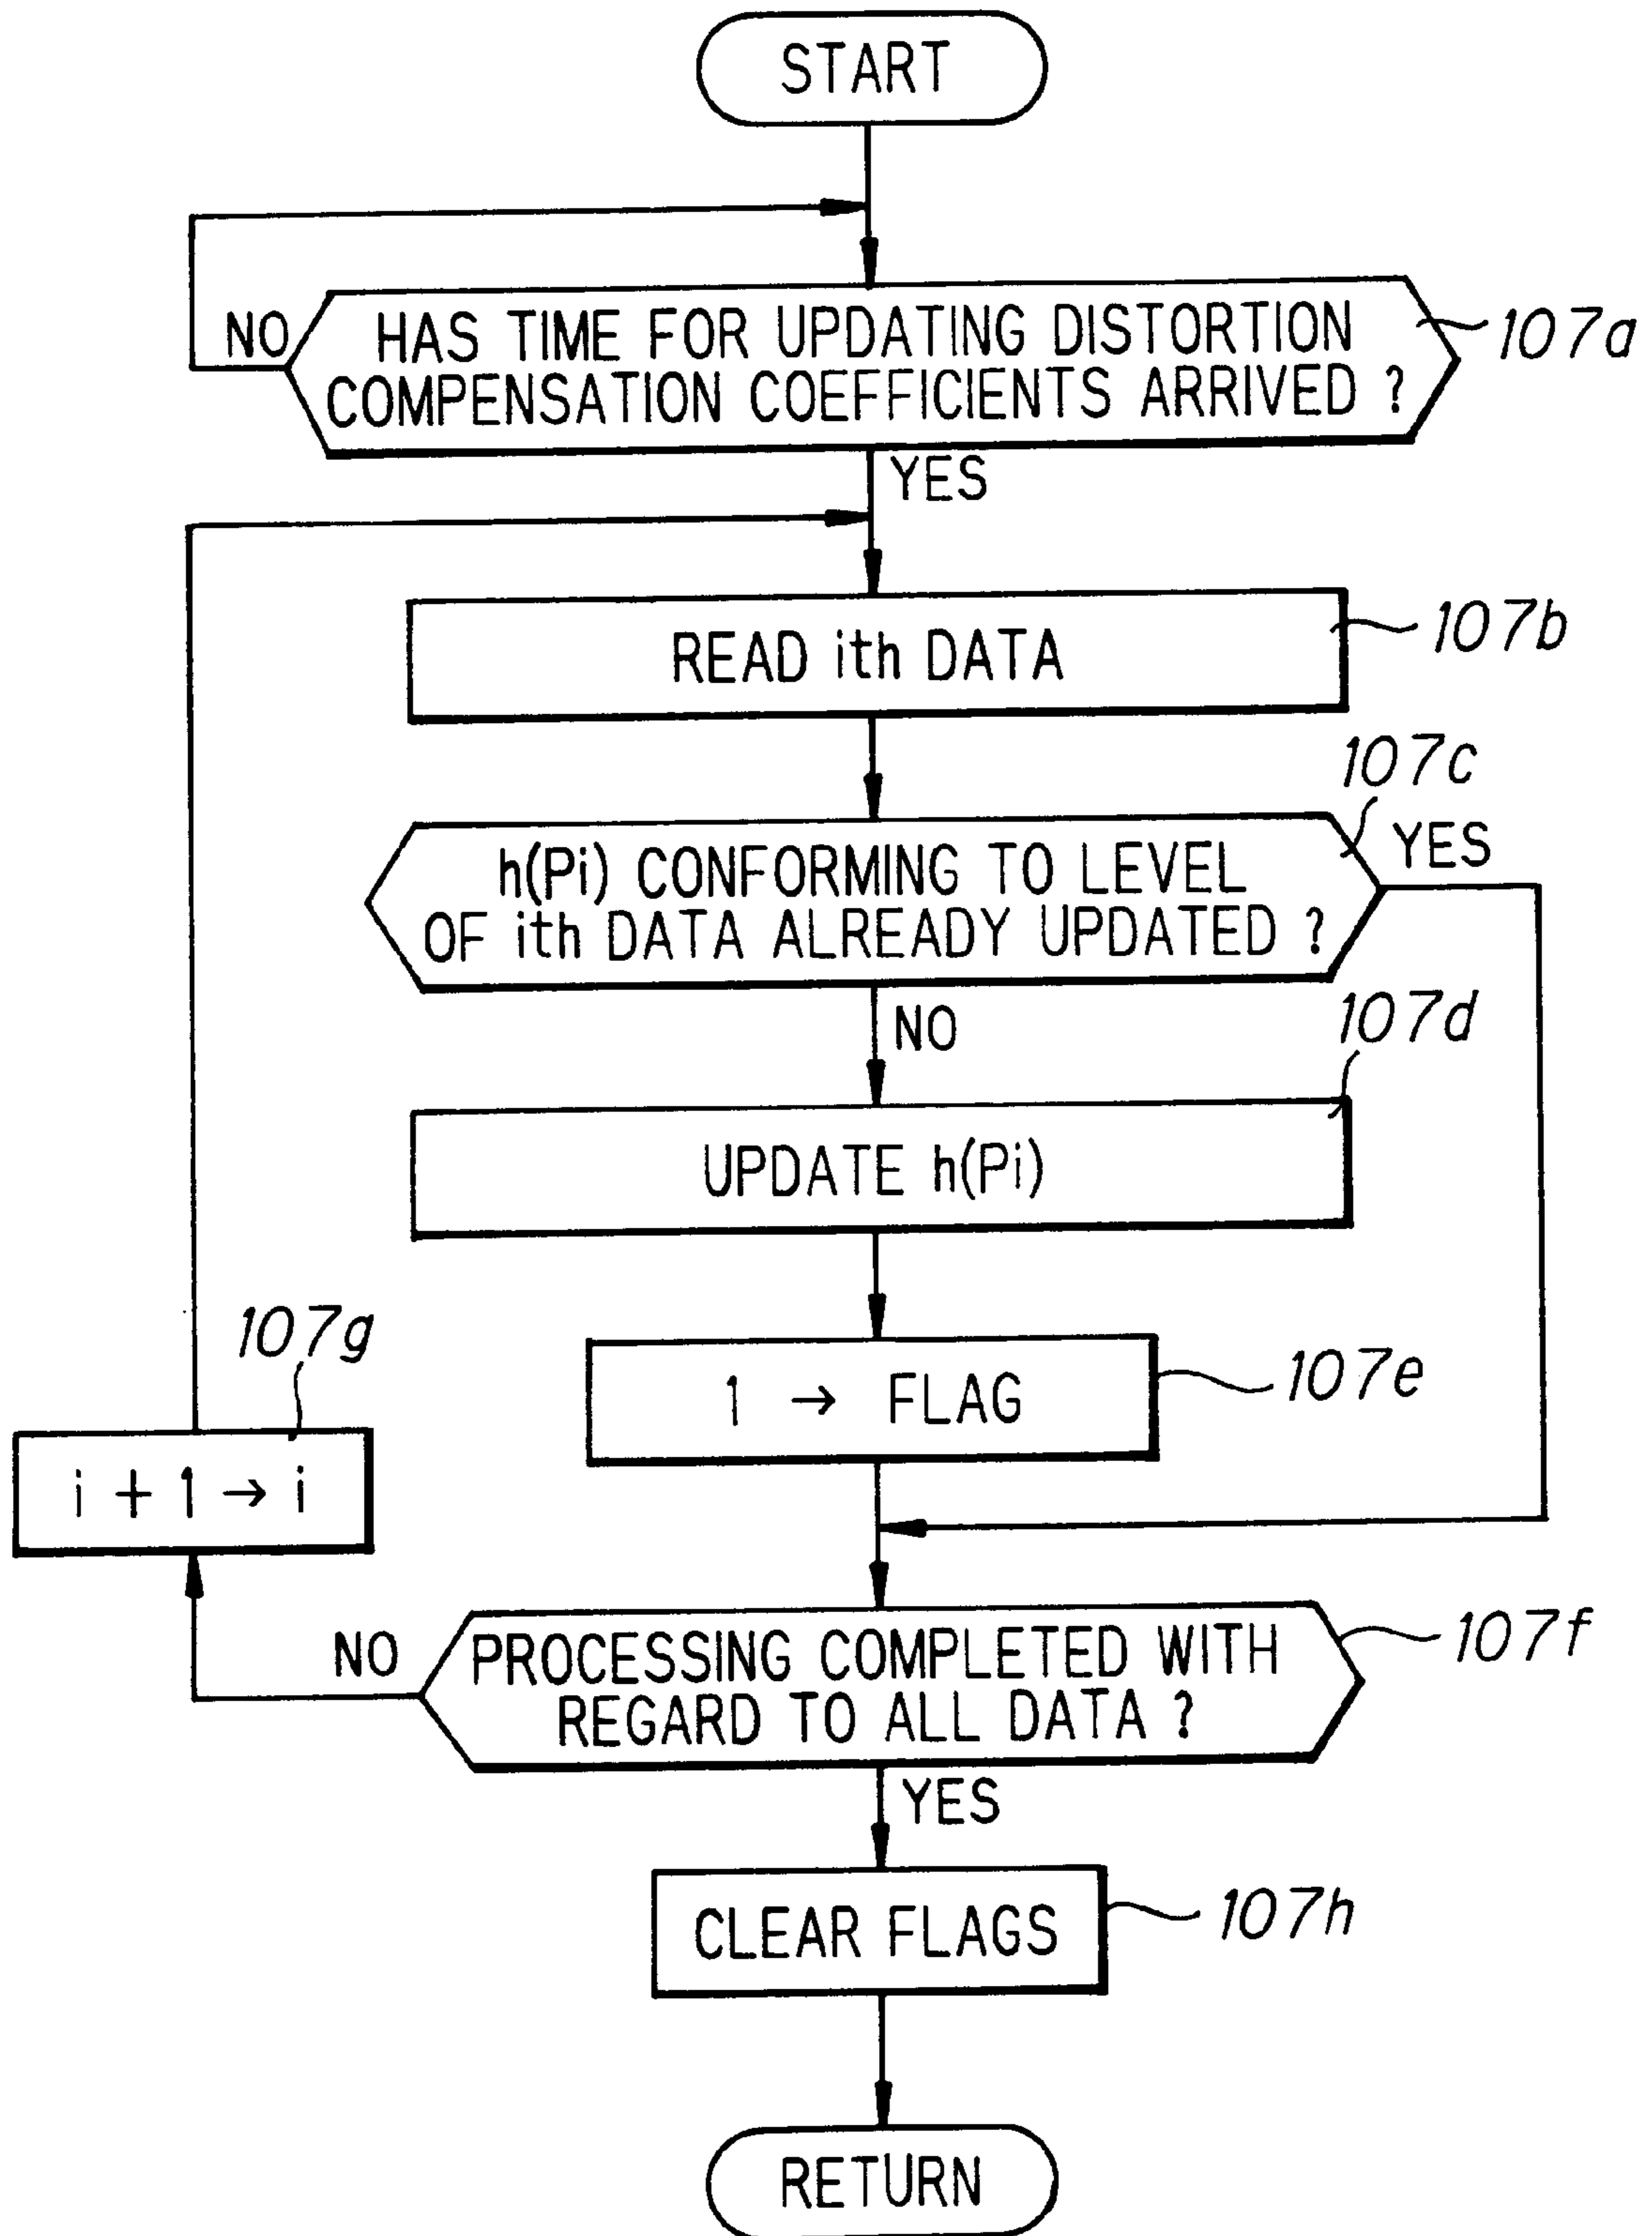 START
NO
HAS TIME FOR UPDATING DISTORTION
COMPENSATION COEFFICIENTS ARRIVED ?
107a
YES
READ ith DATA
107b
107c
h(Pi) CONFORMING TO LEVEL
OF ith DATA ALREADY UPDATED ?
YES
NO
107d
UPDATE h(Pi)
107g
1 → FLAG
107e
i + 1 → i
NO
PROCESSING COMPLETED WITH
REGARD TO ALL DATA ?
107f
YES
CLEAR FLAGS
107h
RETURN